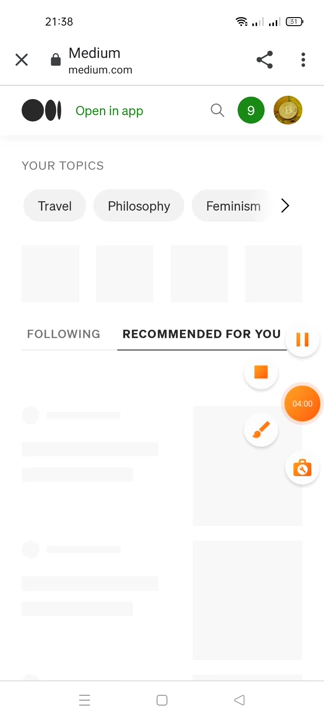 21:38
31
Medium
medium.com
Open in app
9
YOUR TOPICS
Travel
Philosophy
Feminism
FOLLOWING
RECOMMENDED FOR YOU
04:00